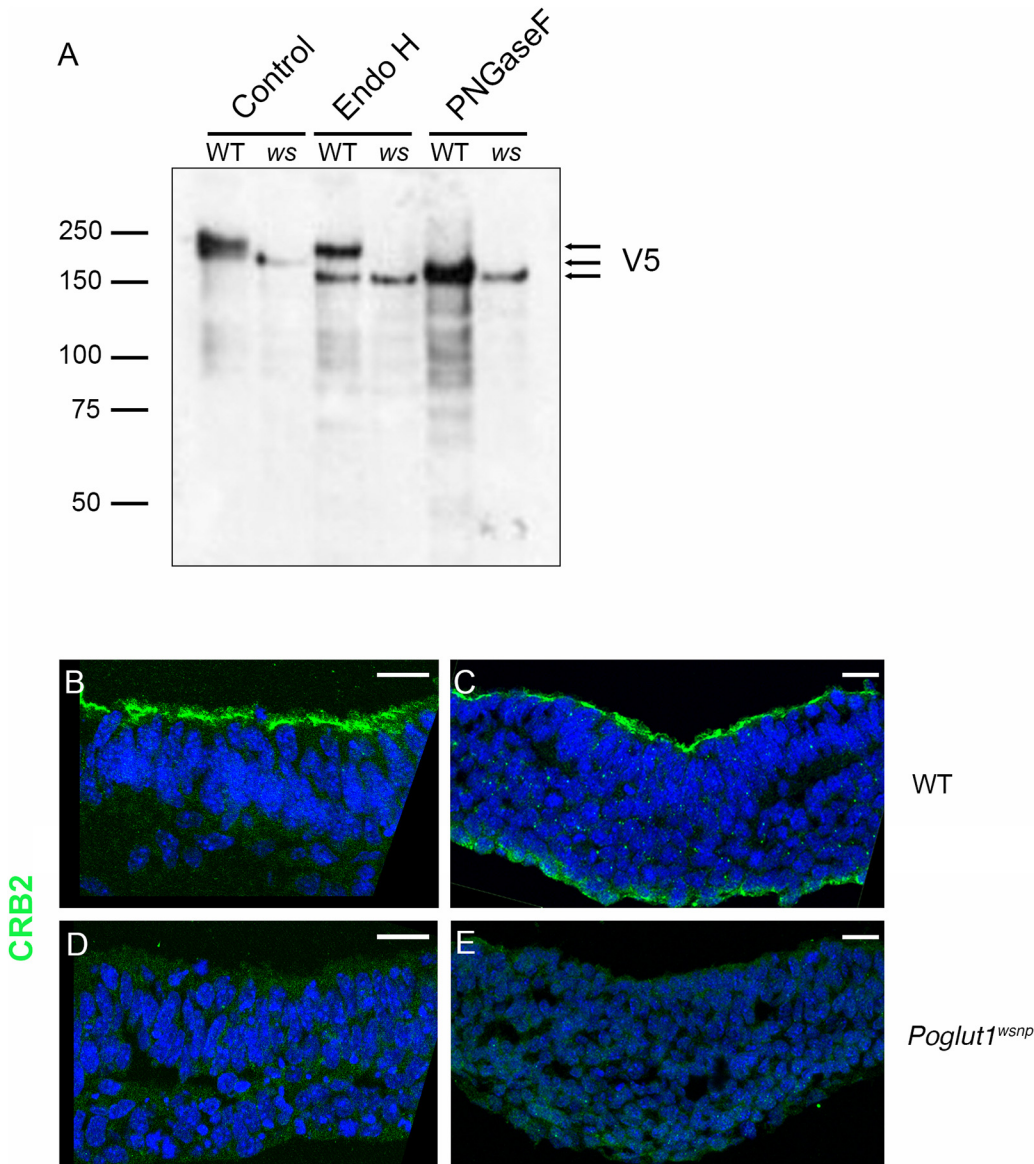 A
Control
Endo H
PNGaseF
WT ws WT ws WT ws
250
150
100
75
50
V5
B
C
WT
CRB2
D
E
Poglut1wsnp